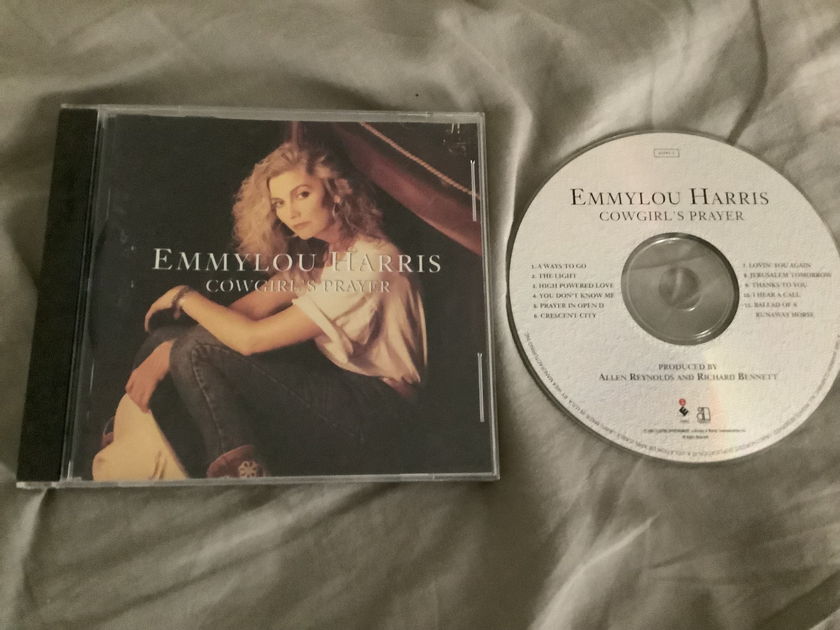 EMMYLOU HARRIS
COWGIRL'S PRAYER
EMMYLOU HARRIS
COWGIRL'S PRAYER
1. A WAYS TO GO
2. THE LIGHT
3. HIGH POWERED LOVE
4. YOU DON'T KNOW ME
5. PRAYER IN OPEN D
6. CRESCENT CITY
7. LOVIN' YOU AGAIN
8. JERUSALEM TOMORROW
9. THANKS TO YOU
10. I HEAR A CALL
11. BALLAD OF A
RUNAWAY HORSE
PRODUCED BY
ALLEN REYNOLDS AND RICHARD BENNETT